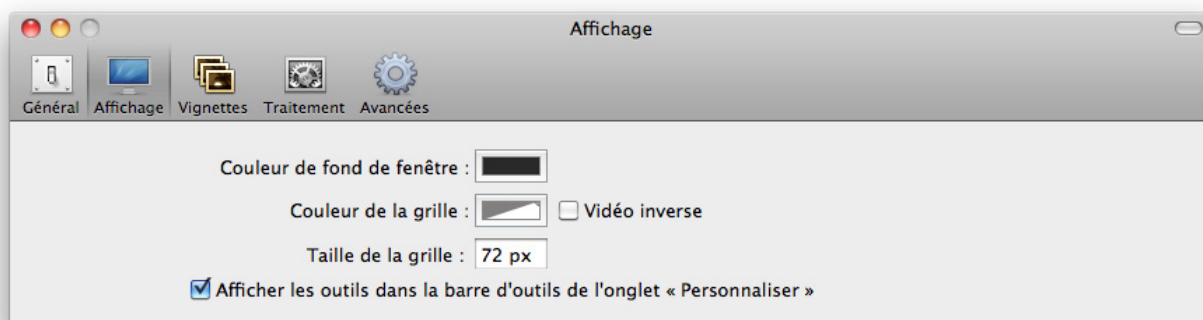 Affichage
Général Affichage Vignettes Traitement Avancées
Couleur de fond de fenêtre :
Couleur de la grille : Vidéo inverse
Taille de la grille : 72 px
Afficher les outils dans la barre d'outils de l'onglet « Personnaliser »